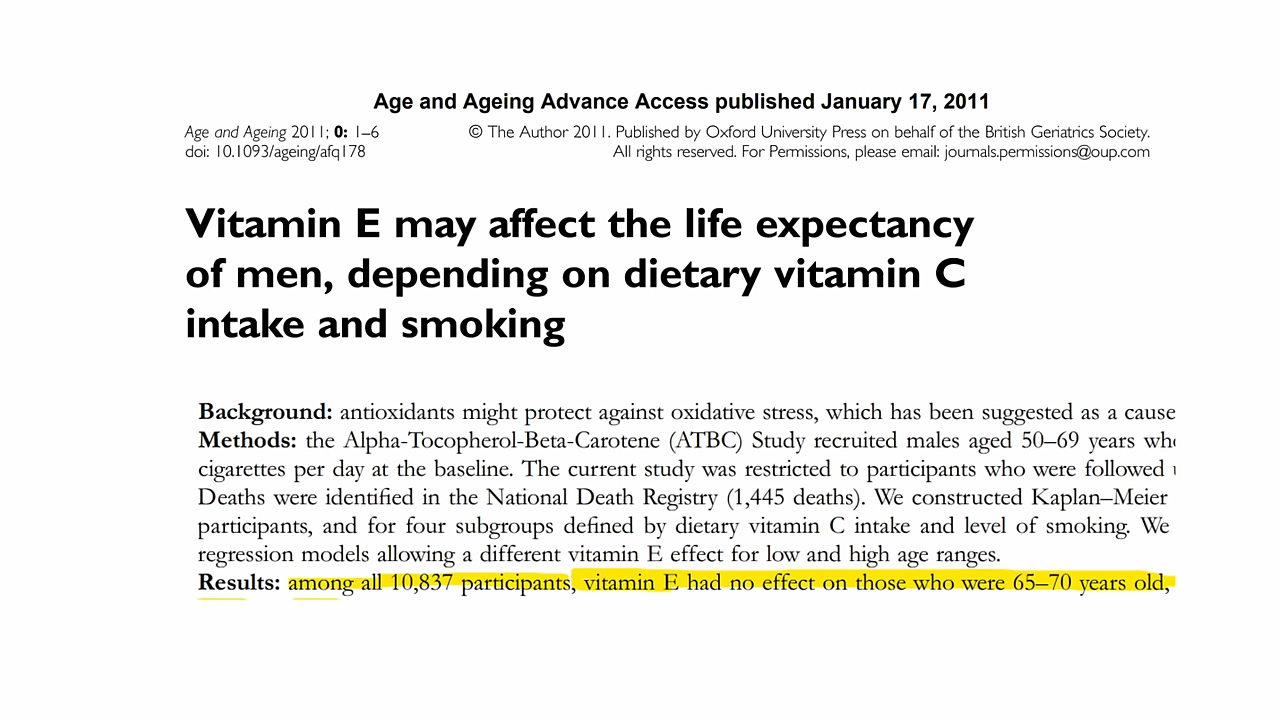 Age and Ageing Advance Access published January 17, 2011
Age and Ageing 2011; 0: 1–6
© The Author 2011. Published by Oxford University Press on behalf of the British Geriatrics Society.
doi: 10.1093/ageing/afq178
All rights reserved. For Permissions, please email: journals.permissions@oup.com
Vitamin E may affect the life expectancy
of men, depending on dietary vitamin C
intake and smoking
Background: antioxidants might protect against oxidative stress, which has been suggested as a cause
Methods: the Alpha-Tocopherol-Beta-Carotene (ATBC) Study recruited males aged 50–69 years
cigarettes per day at the baseline. The current study was restricted to participants who were followed
Deaths were identified in the National Death Registry (1,445 deaths). We constructed Kaplan–Meier
participants, and for four subgroups defined by dietary vitamin C intake and level of smoking. We
regression models allowing a different vitamin E effect for low and high age ranges.
Results: among all 10,837 participants, vitamin E had no effect on those who were 65–70 years old,